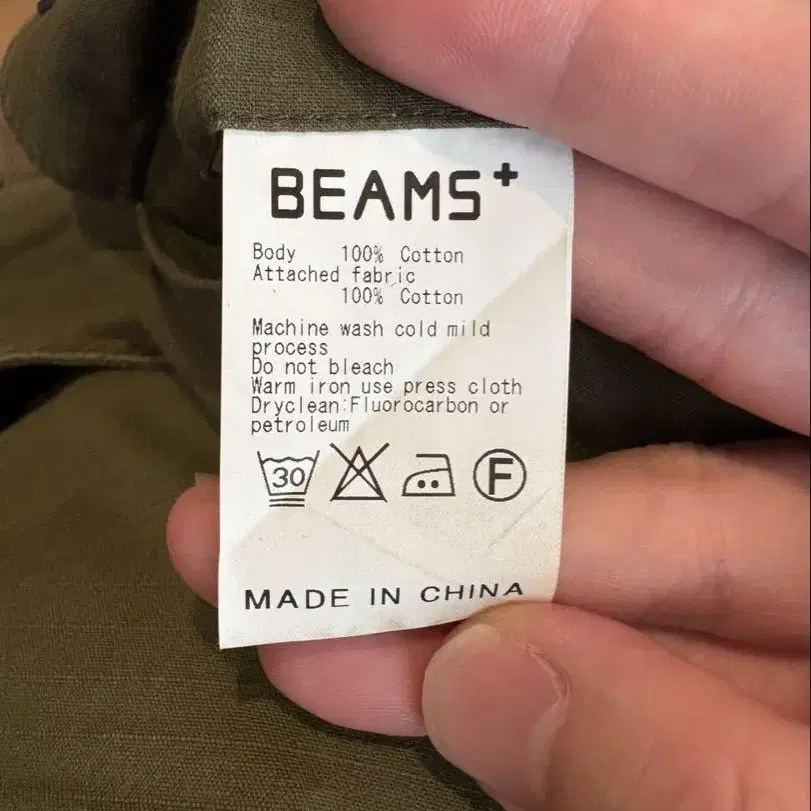 BEAMS+
Body 100% Cotton
Attached fabric
100% Cotton
Machine wash cold mild
process
Do not bleach
Warm iron use press cloth
Dryclean:Fluorocarbon or
petroleum
30 F
MADE IN CHINA